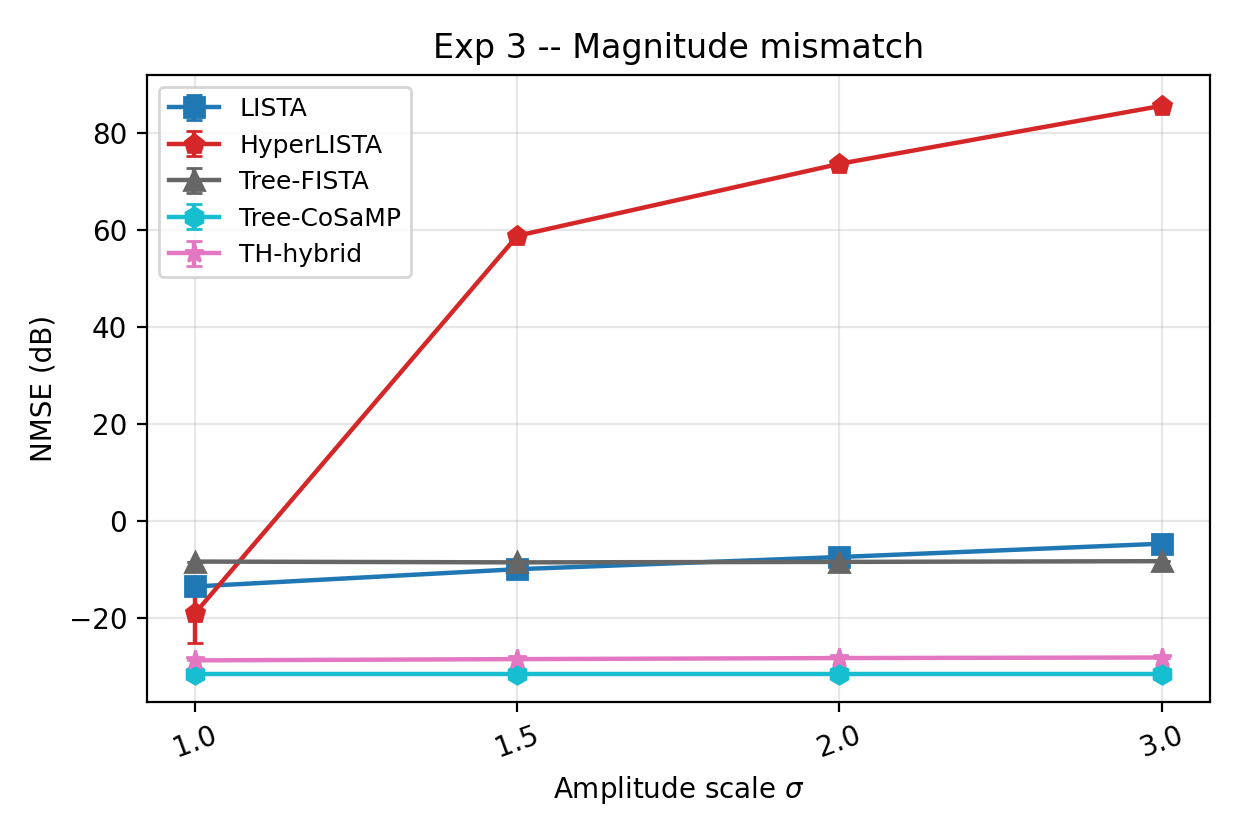 Exp 3 -- Magnitude mismatch
LISTA
HyperLISTA
Tree-FISTA
Tree-CoSaMP
TH-hybrid
80
60
40
20
0
−20
NMSE (dB)
1.0
1.5
2.0
3.0
Amplitude scale σ